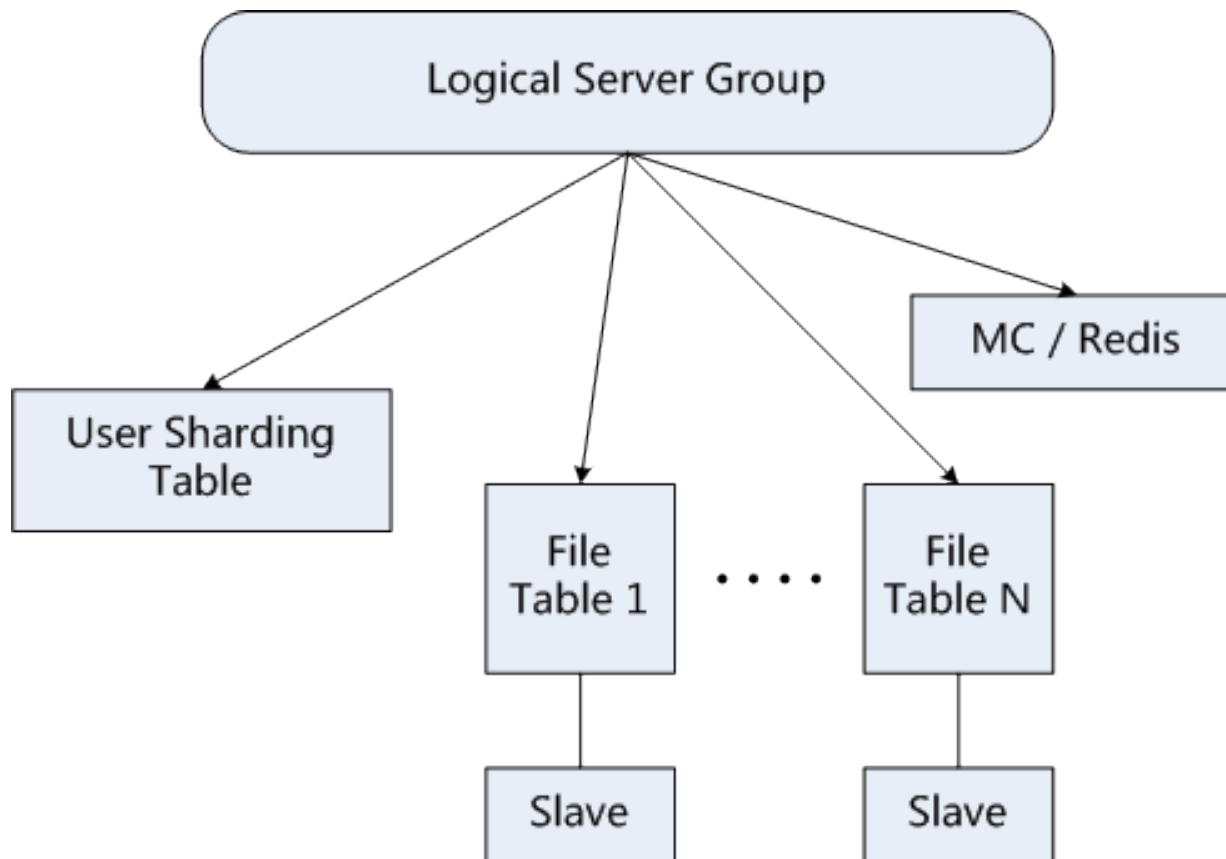 Logical Server Group
MC / Redis
User Sharding
Table
File
Table 1
File
Table N
Slave
Slave